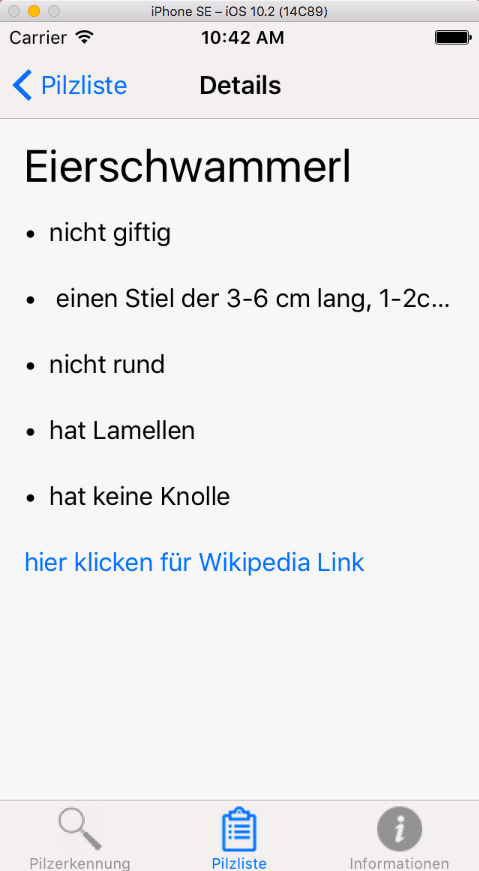 iPhone SE – iOS 10.2 (14C89)
Carrier 10:42 AM
Pilzliste Details
Eierschwammerl
• nicht giftig
• einen Stiel der 3-6 cm lang, 1-2c...
• nicht rund
• hat Lamellen
• hat keine Knolle
hier klicken für Wikipedia Link
Pilzerkennung Pilzliste Informationen